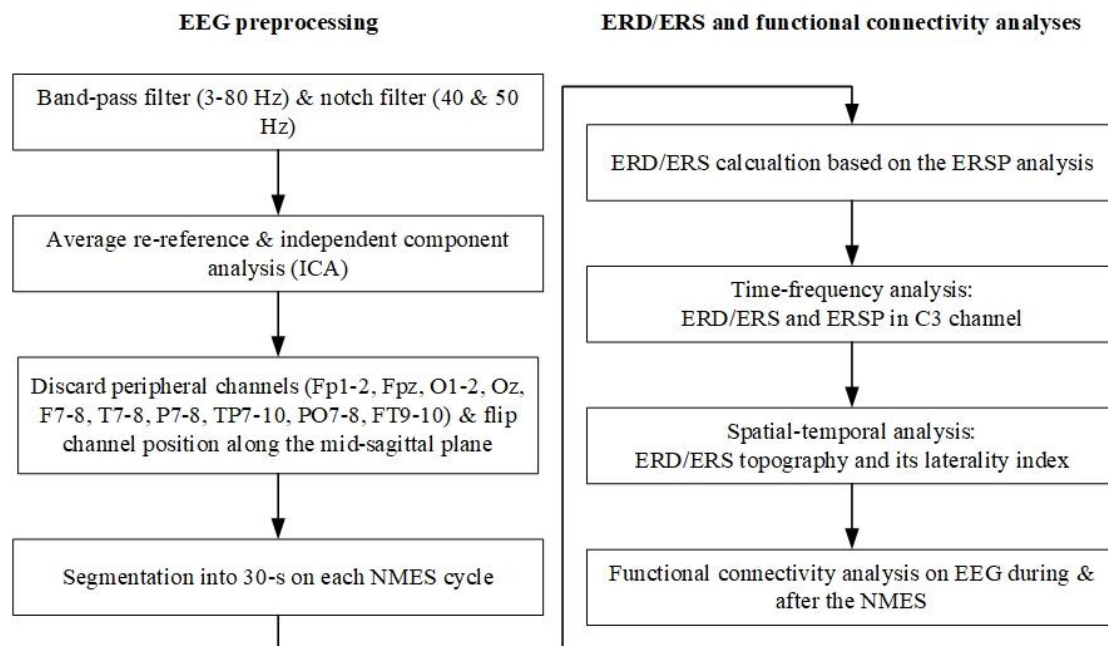 EEG preprocessing
Band-pass filter (3-80 Hz) & notch filter (40 & 50
Hz)
Average re-reference & independent component
analysis (ICA)
Discard peripheral channels (Fp1-2, Fpz, O1-2, Oz,
F7-8, T7-8, P7-8, TP7-10, PO7-8, FT9-10) & flip
channel position along the mid-sagittal plane
Segmentation into 30-s on each NMES cycle
ERD/ERS and functional connectivity analyses
ERD/ERS calcualtion based on the ERSP analysis
Time-frequency analysis:
ERD/ERS and ERSP in C3 channel
Spatial-temporal analysis:
ERD/ERS topography and its laterality index
Functional connectivity analysis on EEG during &
after the NMES